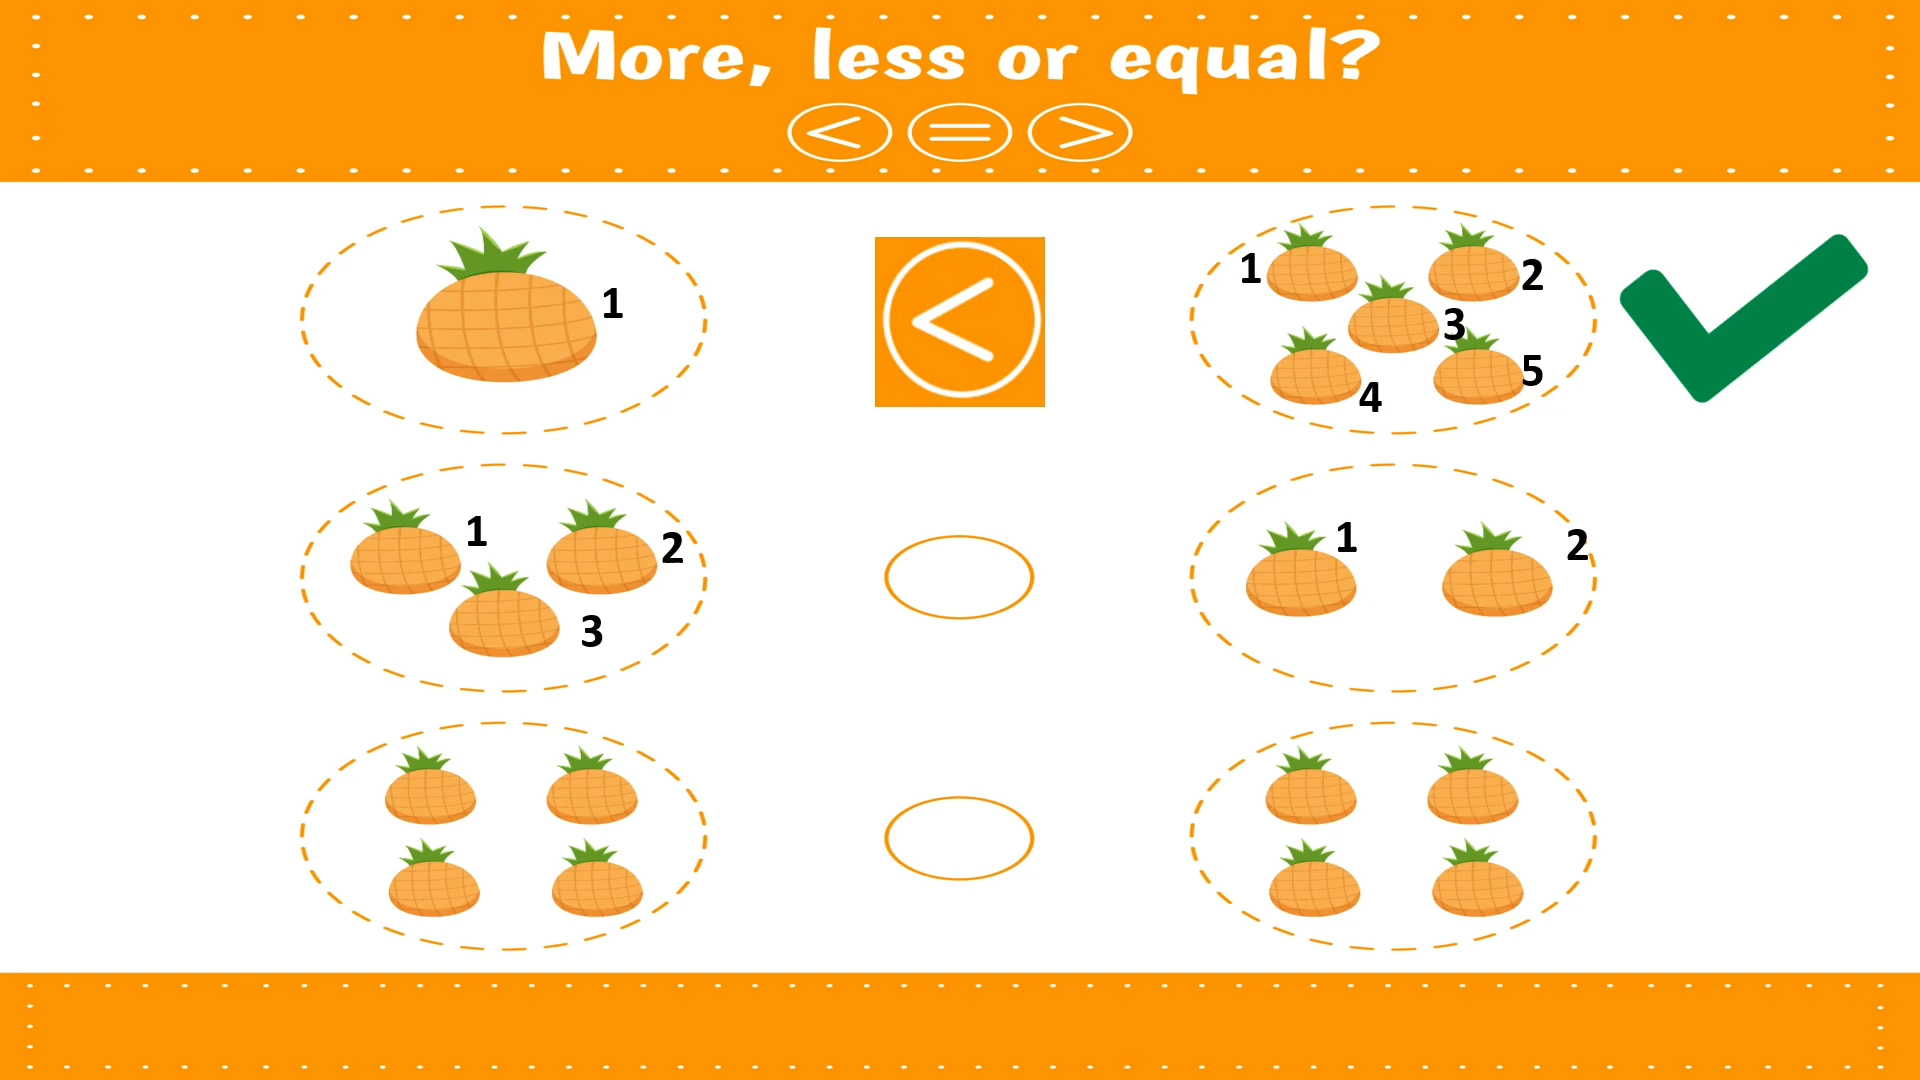 More, less or equal?
< = >
1 < 1 2 3 4 5
1 2 3 1 2